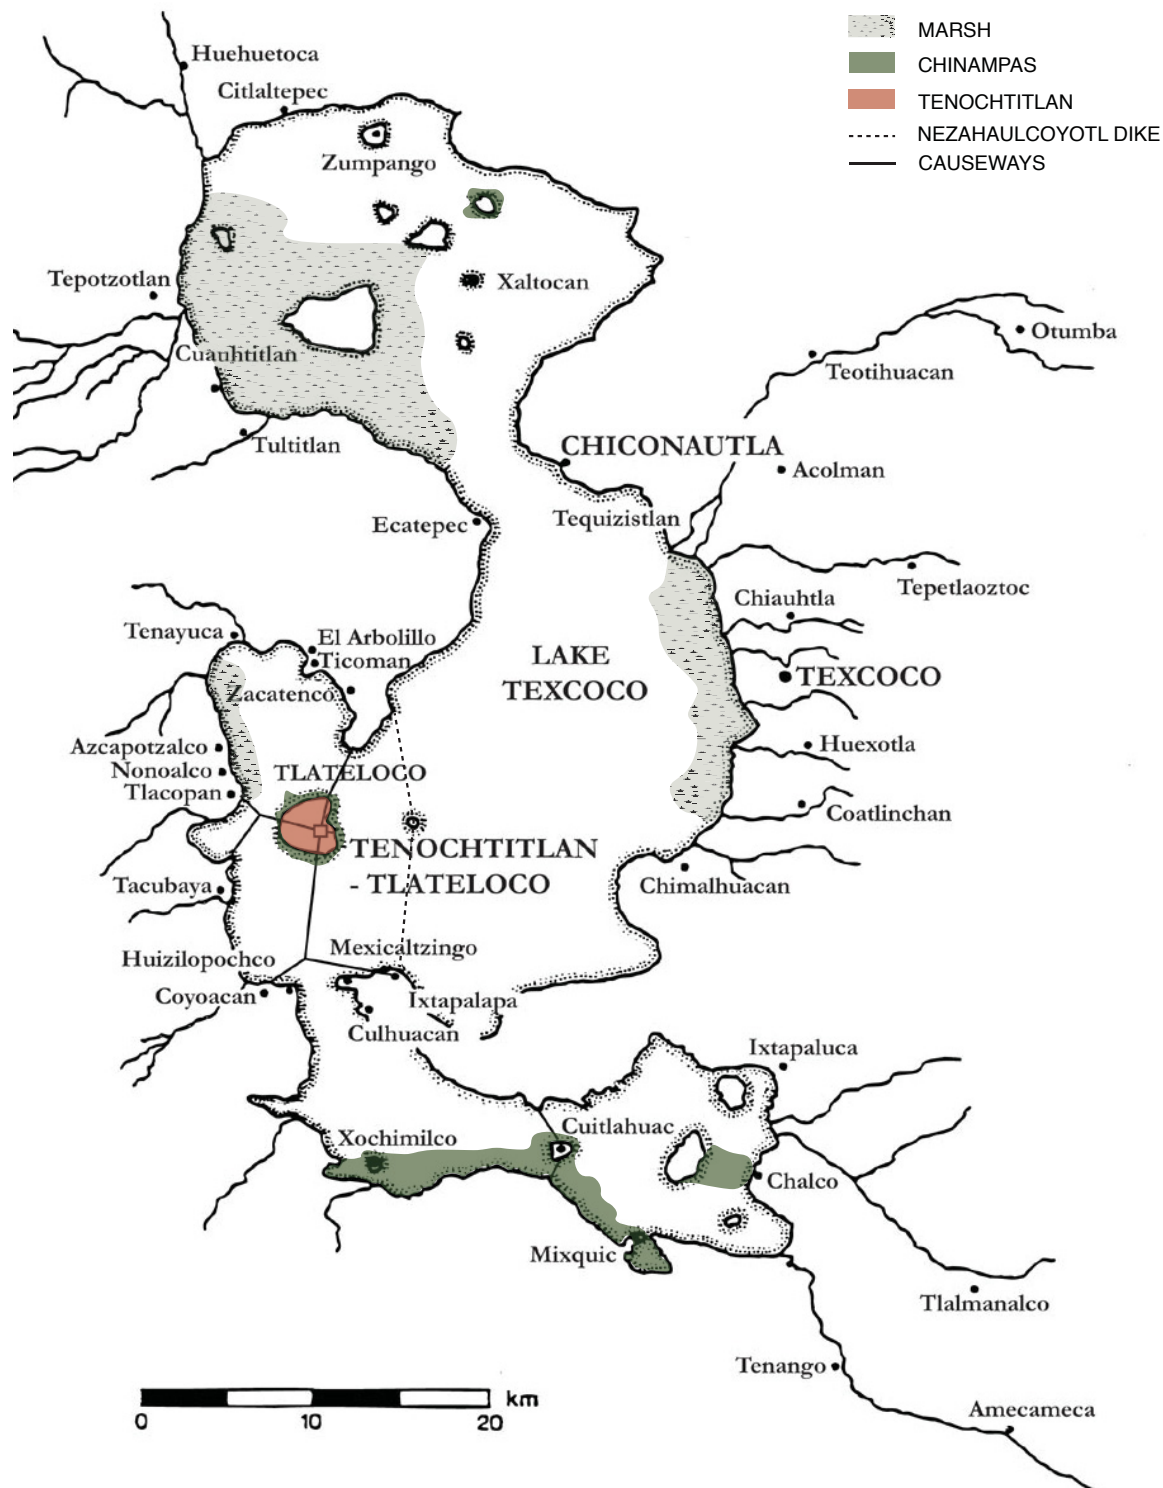 MARSH
CHINAMPAS
TENOCHTITLAN
NEZAHAULCOYOTL DIKE
CAUSEWAYS
Huehuetoca
Citlaltepec
Zumpango
Tepotzotlan
Xaltocan
Otumba
Cuauhtitlan
Teotihuacan
Tultitlan
CHICONAUTLA
Acolman
Ecatepec
Tequizistlan
Tepetlaoztoc
Chiauhtla
Tenayuca
El Arbolillo
Ticoman
LAKE
TEXCOCO
TEXCOCO
Zacatenco
Azcapotzalco
Huexotla
Nonoalco
TLATELOCO
Tlacopan
Coatlinchan
TENOCHTITLAN
- TLATELOCO
Tacubaya
Chimalhuacan
Huizilopochco
Mexicaltzingo
Coyoacan
Ixtapalapa
Culhuacan
Ixtapaluca
Xochimilco
Cuitlahuac
Chalco
Mixquic
Tlalmanalco
Tenango
km
0 10 20
Amecameca